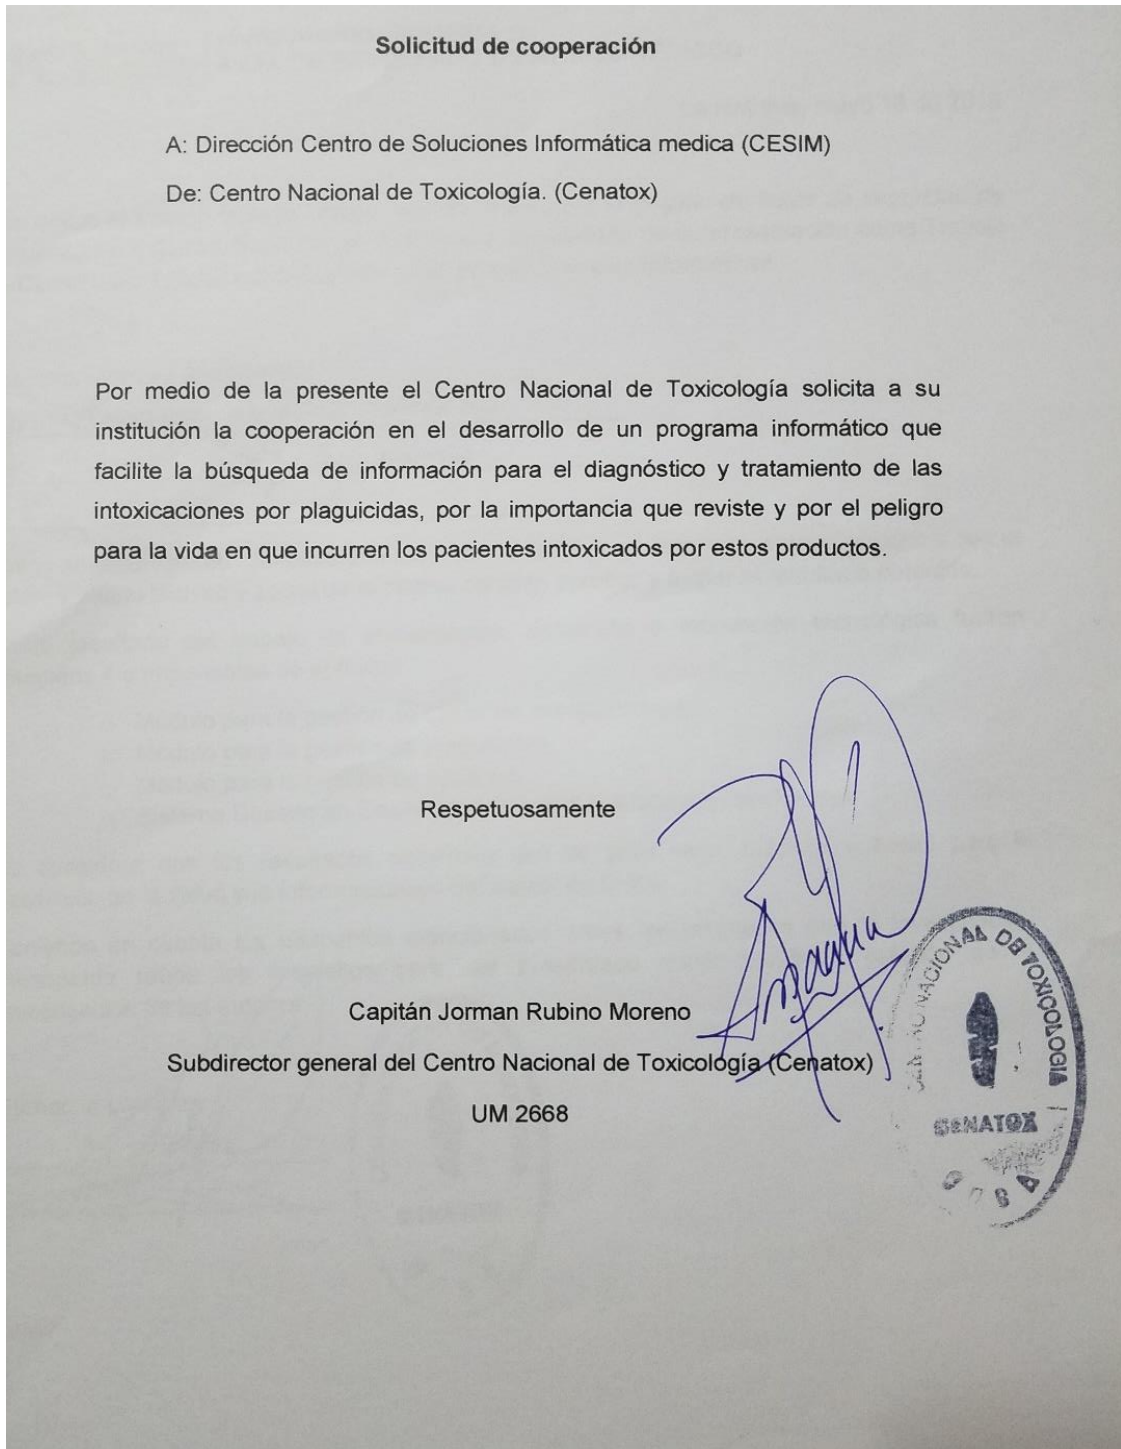 Solicitud de cooperación
A: Dirección Centro de Soluciones Informática medica (CESIM)
De: Centro Nacional de Toxicología. (Cenatox)
Por medio de la presente el Centro Nacional de Toxicología solicita a su
institución la cooperación en el desarrollo de un programa informático que
facilite la búsqueda de información para el diagnóstico y tratamiento de las
intoxicaciones por plaguicidas, por la importancia que reviste y por el peligro
para la vida en que incurren los pacientes intoxicados por estos productos.
Respetuosamente
Capitán Jorman Rubino Moreno
Subdirector general del Centro Nacional de Toxicología (Cenatox)
UM 2668
NACIONAL DE TOXICOLOGIA
CENATOX